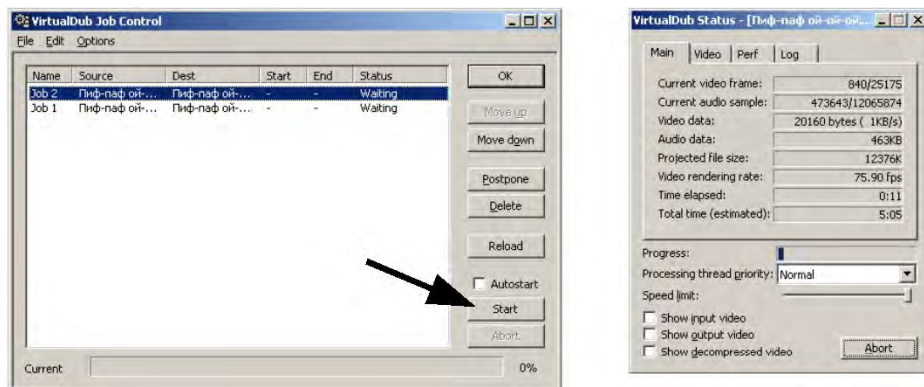 VirtualDub Job Control
File Edit Options
Name Source Dest Start End Status
Job 2 Пиф-паф ой-... Пиф-паф ой-... - - Waiting
Job 1 Пиф-паф ой-... Пиф-паф ой-... - - Waiting
OK
Move up
Move down
Postpone
Delete
Reload
Autostart
Start
Abort
Current 0%
VirtualDub Status - [Пиф-паф ой-ой-ой...
Main Video Perf Log
Current video frame: 840/25175
Current audio sample: 473643/12065874
Video data: 20160 bytes ( 1KB/s)
Audio data: 463KB
Projected file size: 12376K
Video rendering rate: 75.90 fps
Time elapsed: 0:11
Total time (estimated): 5:05
Progress:
Processing thread priority: Normal
Speed limit:
Show input video
Show output video
Show decompressed video
Abort